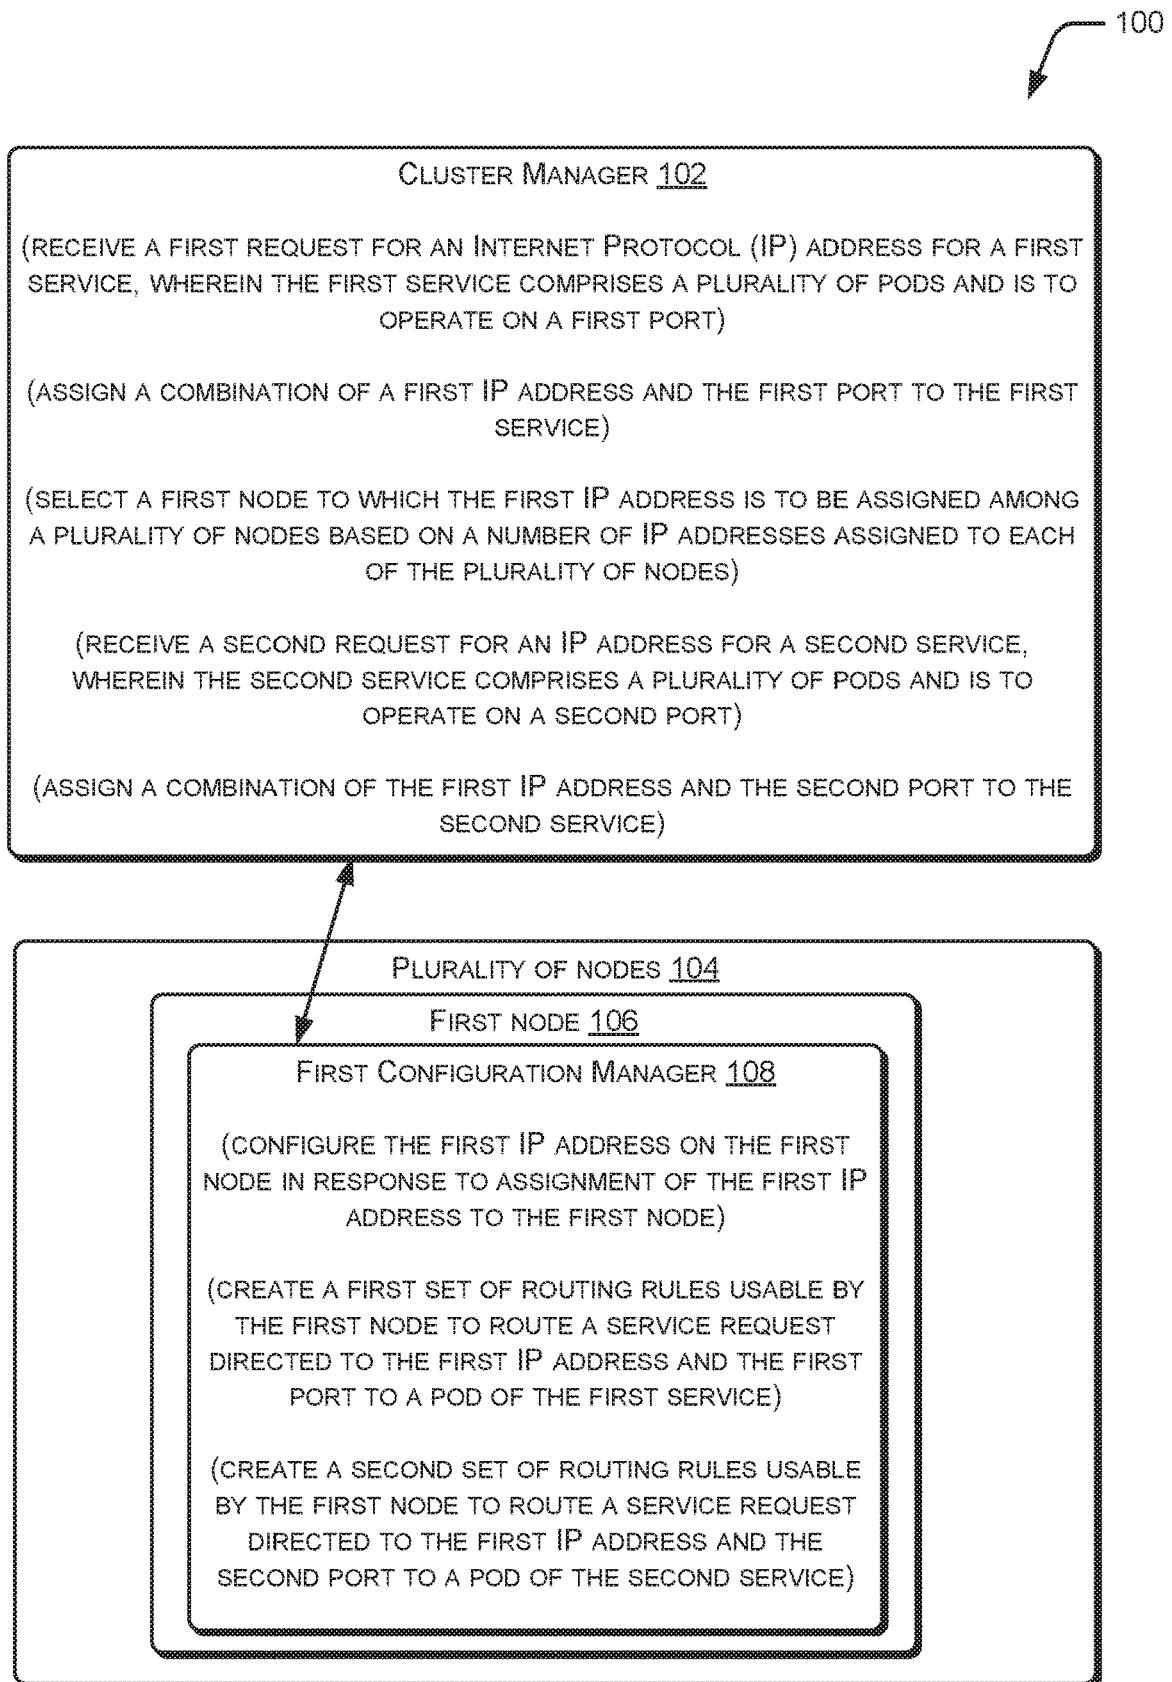 100
CLUSTER MANAGER 102
(RECEIVE A FIRST REQUEST FOR AN INTERNET PROTOCOL (IP) ADDRESS FOR A FIRST
SERVICE, WHEREIN THE FIRST SERVICE COMPRISES A PLURALITY OF PODS AND IS TO
OPERATE ON A FIRST PORT)
(ASSIGN A COMBINATION OF A FIRST IP ADDRESS AND THE FIRST PORT TO THE FIRST
SERVICE)
(SELECT A FIRST NODE TO WHICH THE FIRST IP ADDRESS IS TO BE ASSIGNED AMONG
A PLURALITY OF NODES BASED ON A NUMBER OF IP ADDRESSES ASSIGNED TO EACH
OF THE PLURALITY OF NODES)
(RECEIVE A SECOND REQUEST FOR AN IP ADDRESS FOR A SECOND SERVICE,
WHEREIN THE SECOND SERVICE COMPRISES A PLURALITY OF PODS AND IS TO
OPERATE ON A SECOND PORT)
(ASSIGN A COMBINATION OF THE FIRST IP ADDRESS AND THE SECOND PORT TO THE
SECOND SERVICE)
PLURALITY OF NODES 104
FIRST NODE 106
FIRST CONFIGURATION MANAGER 108
(CONFIGURE THE FIRST IP ADDRESS ON THE FIRST
NODE IN RESPONSE TO ASSIGNMENT OF THE FIRST IP
ADDRESS TO THE FIRST NODE)
(CREATE A FIRST SET OF ROUTING RULES USABLE BY
THE FIRST NODE TO ROUTE A SERVICE REQUEST
DIRECTED TO THE FIRST IP ADDRESS AND THE FIRST
PORT TO A POD OF THE FIRST SERVICE)
(CREATE A SECOND SET OF ROUTING RULES USABLE
BY THE FIRST NODE TO ROUTE A SERVICE REQUEST
DIRECTED TO THE FIRST IP ADDRESS AND THE
SECOND PORT TO A POD OF THE SECOND SERVICE)